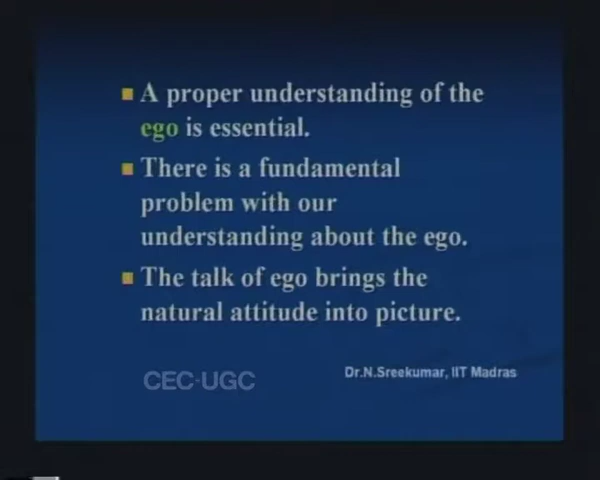 A proper understanding of the
ego is essential.
There is a fundamental
problem with our
understanding about the ego.
The talk of ego brings the
natural attitude into picture.
CEC-UGC
Dr.N.Sreekumar, IIT Madras